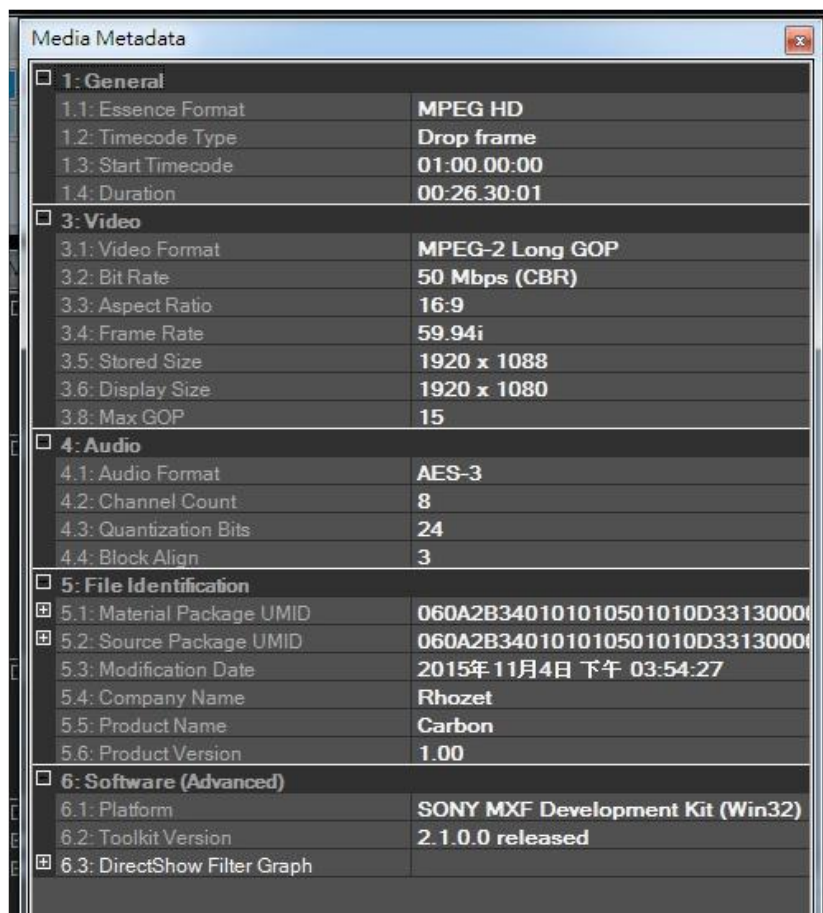 Media Metadata
1: General
1.1: Essence Format MPEG HD
1.2: Timecode Type Drop frame
1.3: Start Timecode 01:00.00:00
1.4: Duration 00:26.30:01
3: Video
3.1: Video Format MPEG-2 Long GOP
3.2: Bit Rate 50 Mbps (CBR)
3.3: Aspect Ratio 16:9
3.4: Frame Rate 59.94i
3.5: Stored Size 1920 x 1088
3.6: Display Size 1920 x 1080
3.8: Max GOP 15
4: Audio
4.1: Audio Format AES-3
4.2: Channel Count 8
4.3: Quantization Bits 24
4.4: Block Align 3
5: File Identification
5.1: Material Package UMID 060A2B340101010501010D3313000
5.2: Source Package UMID 060A2B340101010501010D3313000
5.3: Modification Date 2015年11月4日 下午 03:54:27
5.4: Company Name Rhozet
5.5: Product Name Carbon
5.6: Product Version 1.00
6: Software (Advanced)
6.1: Platform SONY MXF Development Kit (Win32)
6.2: Toolkit Version 2.1.0.0 released
6.3: DirectShow Filter Graph